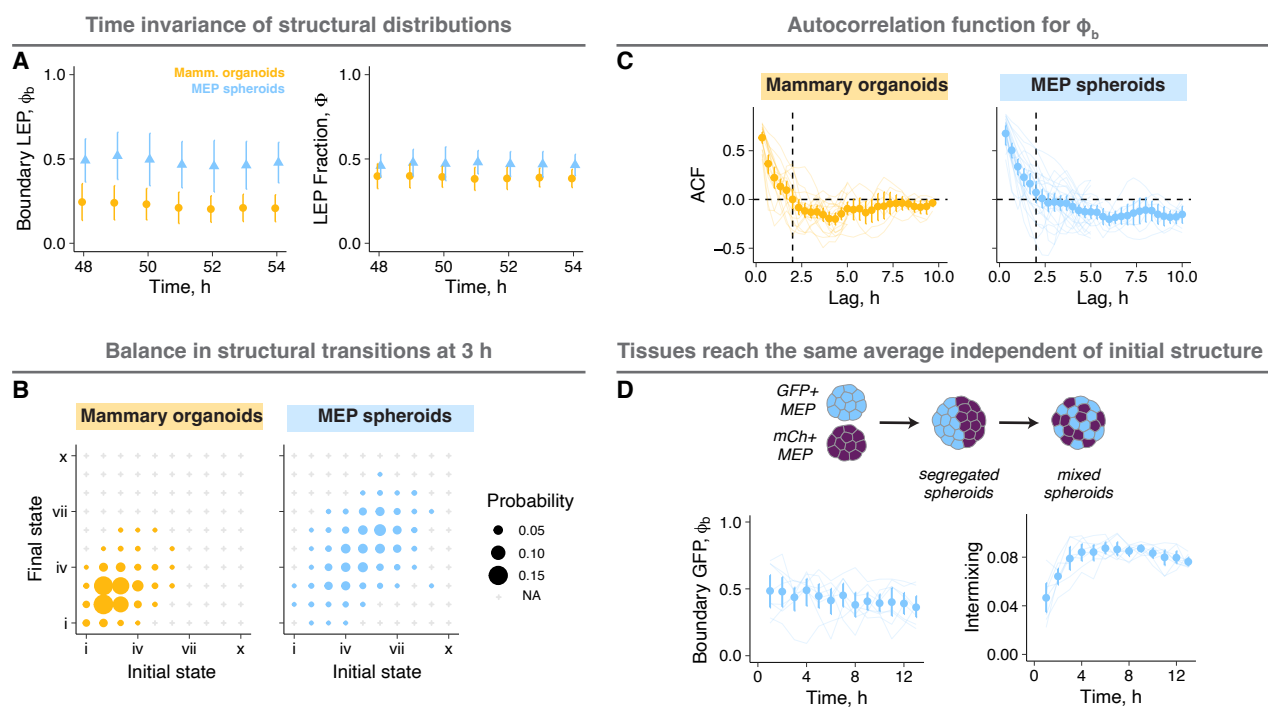 Time invariance of structural distributions
A
Mamm. organoids
MEP spheroids
Boundary LEP, ϕb
1.0
0.5
0.0
48
50
52
54
Time, h
LEP Fraction, Φ
1.0
0.5
0.0
48
50
52
54
Time, h
Autocorrelation function for ϕb
C
Mammary organoids
MEP spheroids
ACF
0.5
0.0
−0.5
0.0
2.5
5.0
7.5
10.0
Lag, h
0.0
2.5
5.0
7.5
10.0
Lag, h
Balance in structural transitions at 3 h
B
Mammary organoids
MEP spheroids
Final state
x
vii
iv
i
i
iv
vii
x
Initial state
i
iv
vii
x
Initial state
Probability
0.05
0.10
0.15
NA
Tissues reach the same average independent of initial structure
D
GFP+
MEP
mCh+
MEP
segregated
spheroids
mixed
spheroids
Boundary GFP, ϕb
1.0
0.5
0.0
0
4
8
12
Time, h
Intermixing
0.08
0.04
0.00
0
4
8
12
Time, h